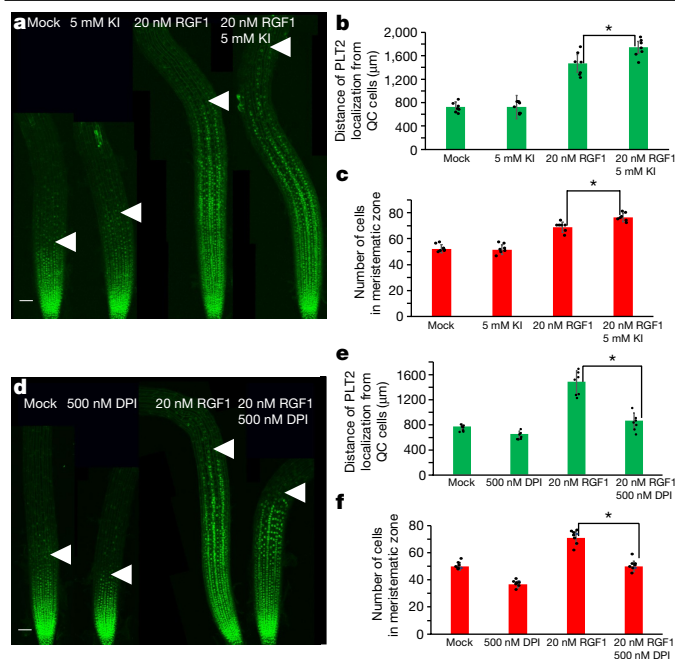 a
Mock 5 mM KI 20 nM RGF1 20 nM RGF1
5 mM KI
b
Distance of PLT2
localization from
QC cells (µm)
2,000
1,600
1,200
800
400
0
*
Mock 5 mM KI 20 nM RGF1 20 nM RGF1
5 mM KI
c
Number of cells
in meristematic zone
80
60
40
20
0
*
Mock 5 mM KI 20 nM RGF1 20 nM RGF1
5 mM KI
d
Mock 500 nM DPI 20 nM RGF1 20 nM RGF1
500 nM DPI
e
Distance of PLT2
localization from
QC cells (µm)
1600
1200
800
400
0
*
Mock 500 nM DPI 20 nM RGF1 20 nM RGF1
500 nM DPI
f
Number of cells
in meristematic zone
80
60
40
20
0
*
Mock 500 nM DPI 20 nM RGF1 20 nM RGF1
500 nM DPI